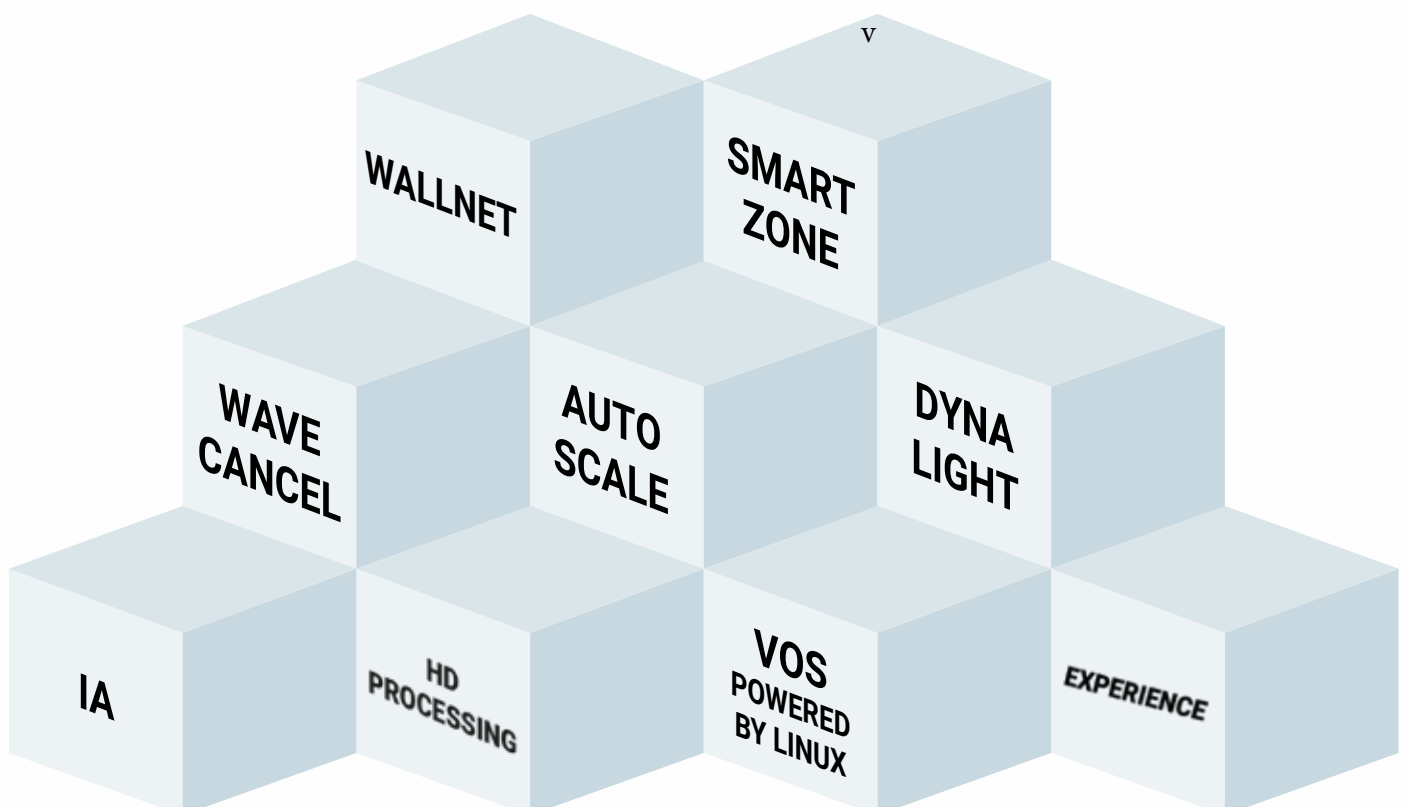 v
WALLNET
SMART
ZONE
WAVE
CANCEL
AUTO
SCALE
DYNA
LIGHT
IA
HD
PROCESSING
VOS
POWERED
BY LINUX
EXPERIENCE